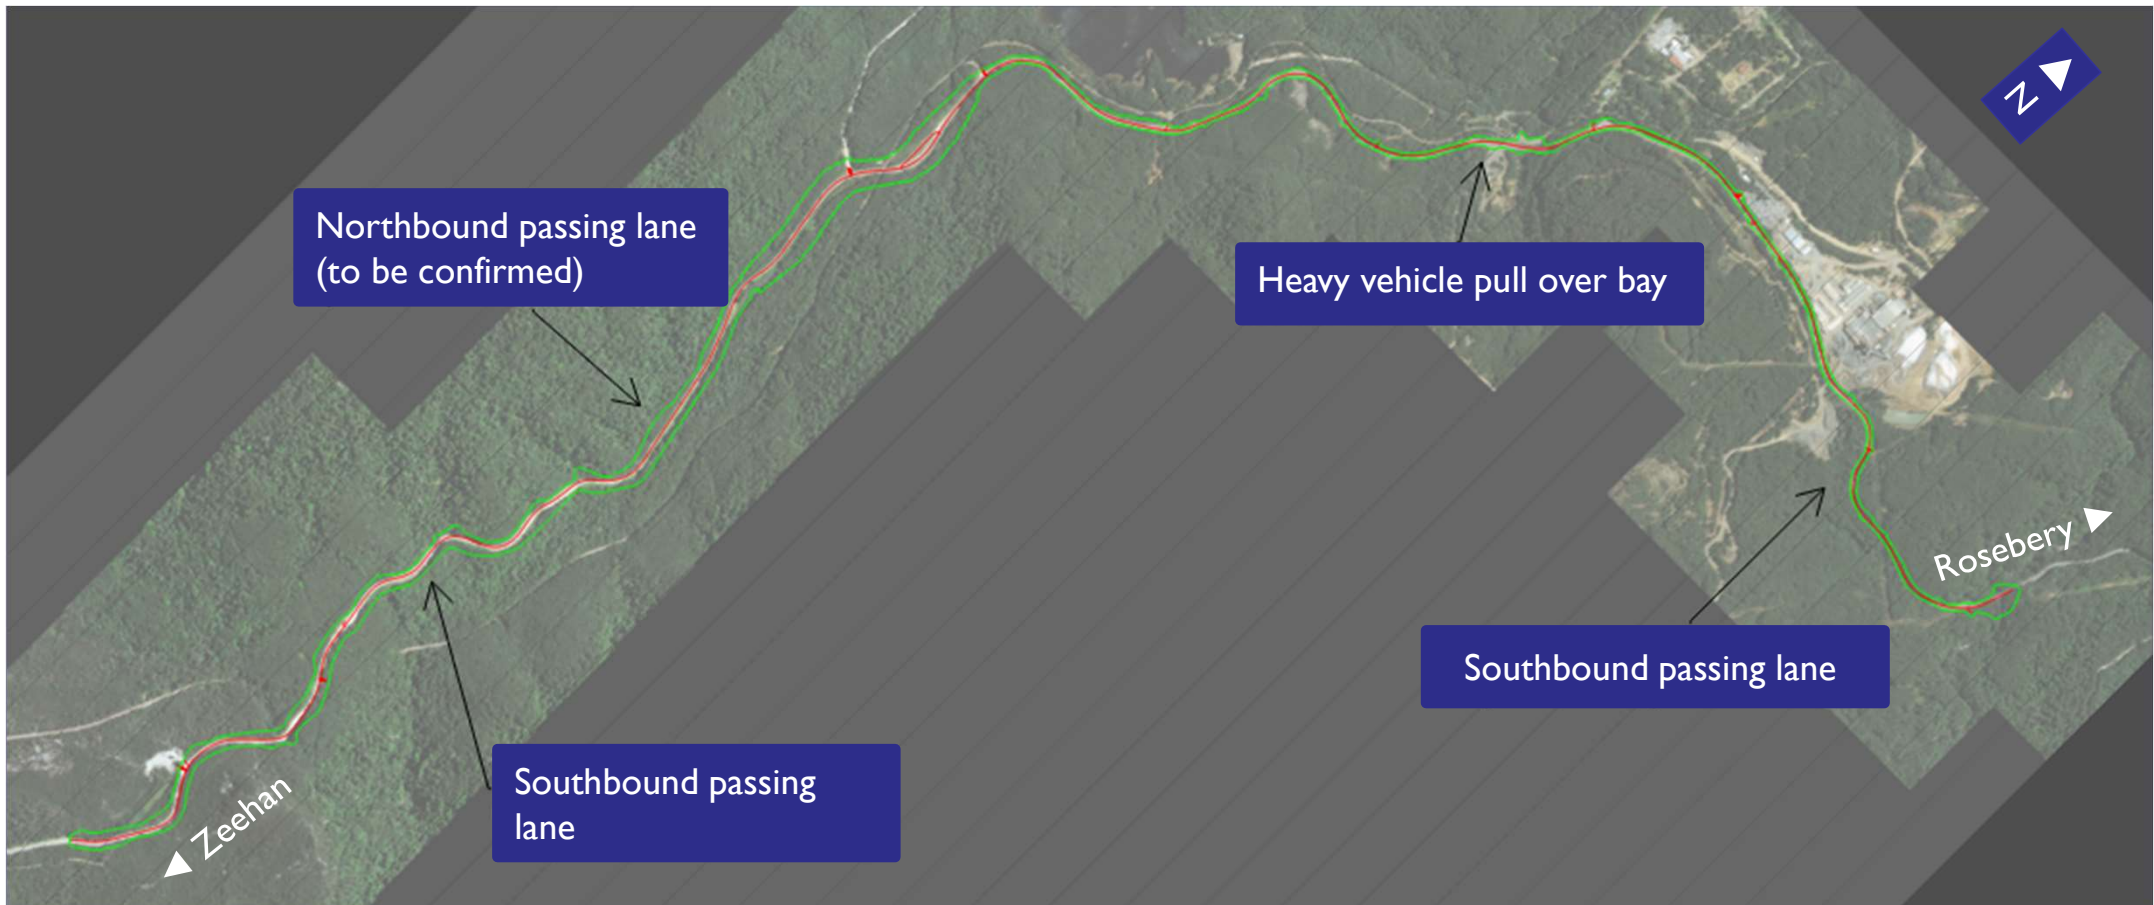 N
Northbound passing lane
(to be confirmed)
Heavy vehicle pull over bay
Rosebery
Southbound passing lane
Southbound passing
lane
Zeehan